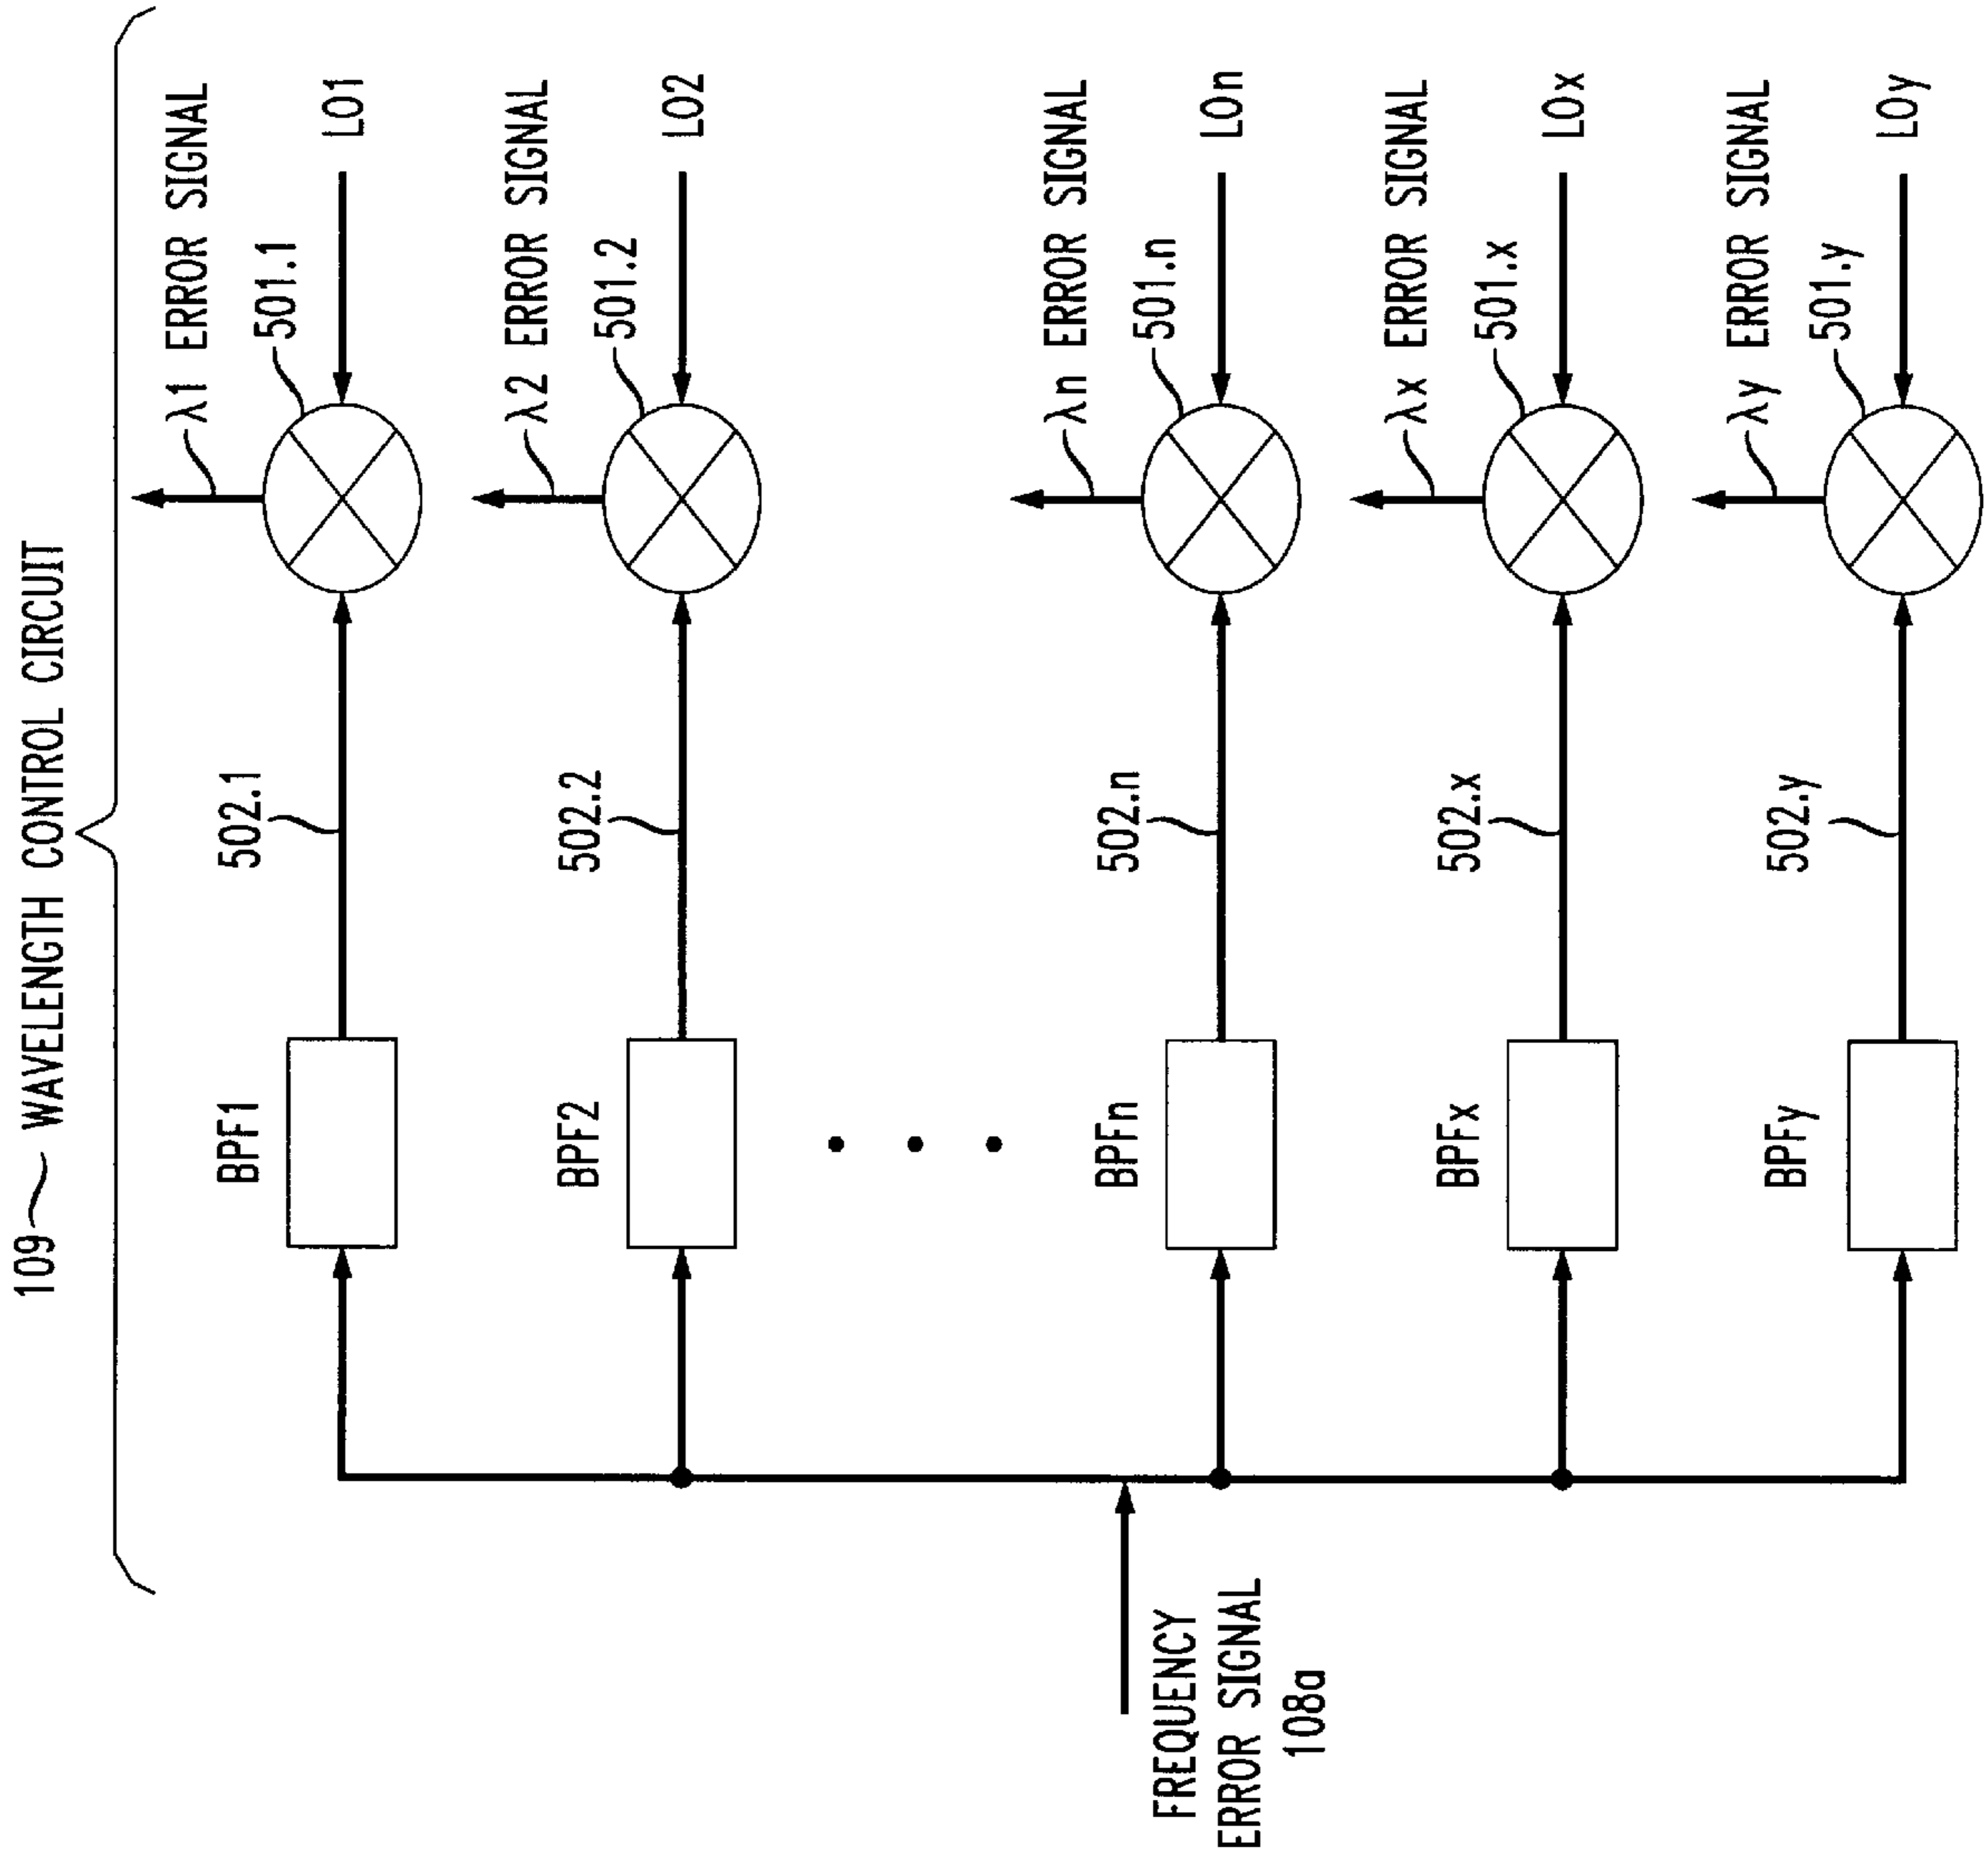 109 WAVELENGTH CONTROL CIRCUIT
λ1 ERROR SIGNAL
BPF1
502.1
501.1
LO1
λ2 ERROR SIGNAL
BPF2
502.2
501.2
LO2
λn ERROR SIGNAL
BPFn
502.n
501.n
LOn
λx ERROR SIGNAL
BPFx
502.x
501.x
LOx
λy ERROR SIGNAL
BPFy
502.y
501.y
LOy
FREQUENCY
ERROR SIGNAL
108a